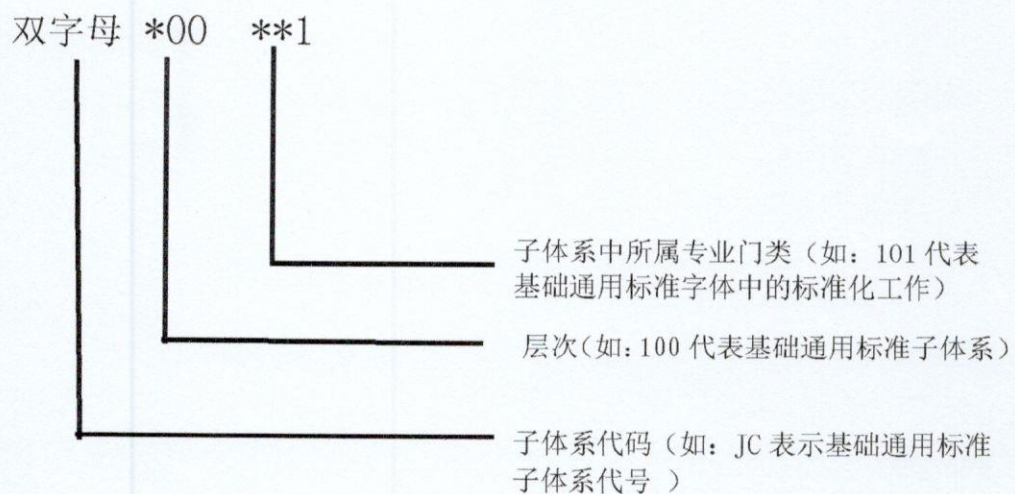 双字母 *00 **1
子体系中所属专业门类（如：101 代表
基础通用标准字体中的标准化工作）
层次（如：100 代表基础通用标准子体系）
子体系代码（如：JC 表示基础通用标准
子体系代号 ）